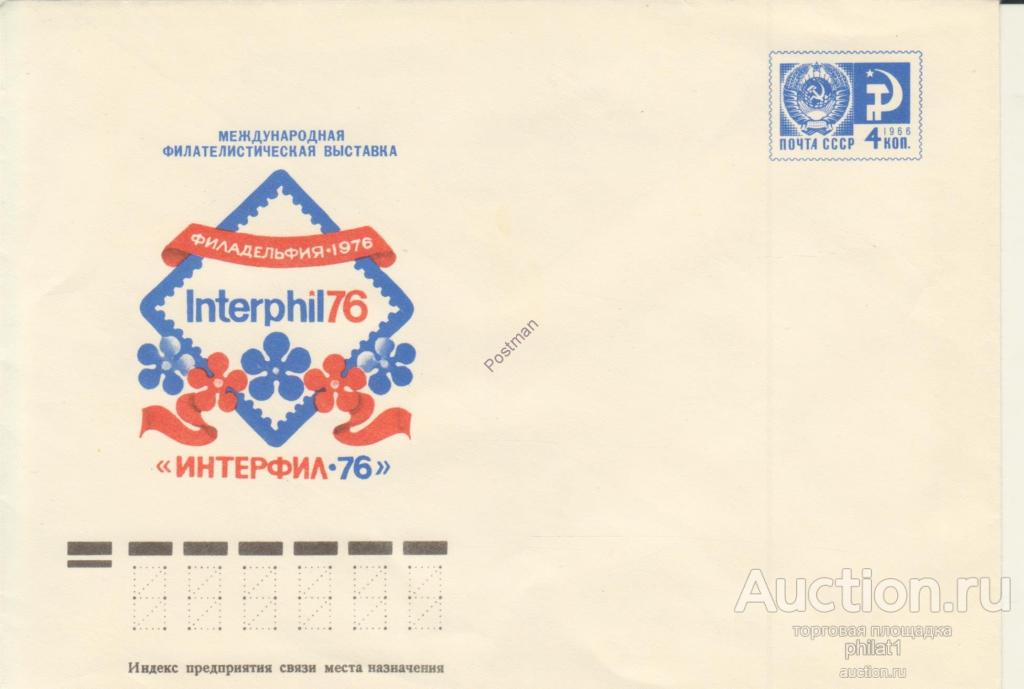 МЕЖДУНАРОДНАЯ
ФИЛАТЕЛИСТИЧЕСКАЯ ВЫСТАВКА
ФИЛАДЕЛЬФИЯ·1976
Interphil76
«ИНТЕРФИЛ·76»
1966
ПОЧТА СССР 4 КОП.
Postman
Индекс предприятия связи места назначения
Auction.ru
торговая площадка
philat1
auction.ru